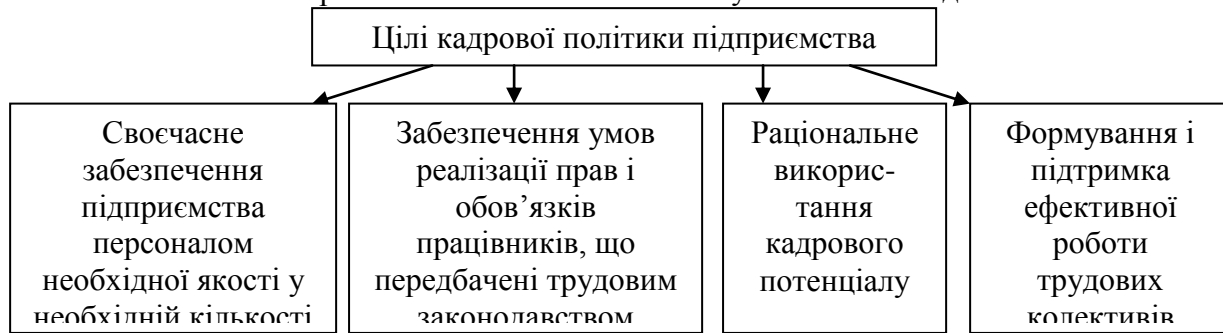 Цілі кадрової політики підприємства
Своєчасне
забезпечення
підприємства
персоналом
необхідної якості у
необхідній кількості
Забезпечення умов
реалізації прав і
обов’язків
працівників, що
передбачені трудовим
законодавством
Раціональне
викорис-
тання
кадрового
потенціалу
Формування і
підтримка
ефективної
роботи
трудових
колективів